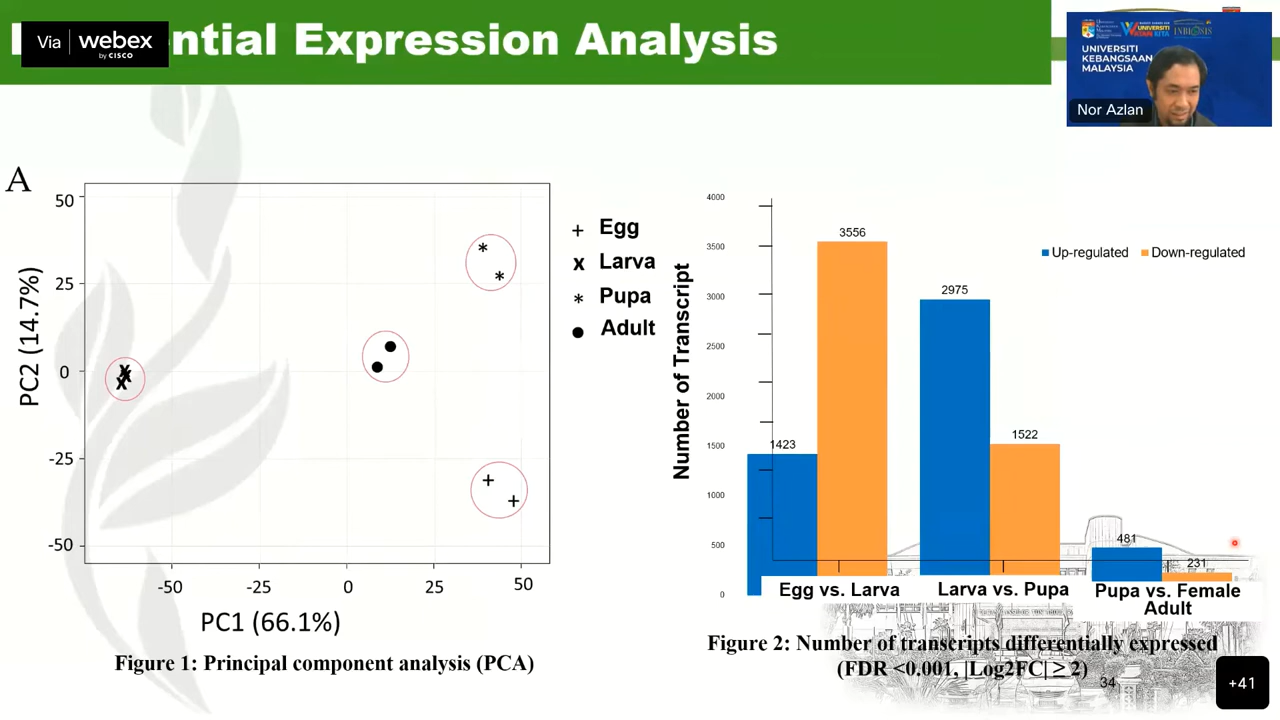 Via webex
by CISCO
ntial Expression Analysis
UNIVERSITI
KEBANGSAAN
MALAYSIA
Nor Azlan
A
50
25
0
-25
-50
PC2 (14.7%)
-50 -25 0 25 50
PC1 (66.1%)
+ Egg
x Larva
* Pupa
● Adult
Figure 1: Principal component analysis (PCA)
Number of Transcript
4000
3500
3000
2500
2000
1500
1000
500
0
Up-regulated Down-regulated
1423
3556
2975
1522
481
231
Egg vs. Larva Larva vs. Pupa Pupa vs. Female
Adult
Figure 2: Number of transcripts differentially expressed
(FDR <0.001, |Log2FC| ≥ 2)
34
+41